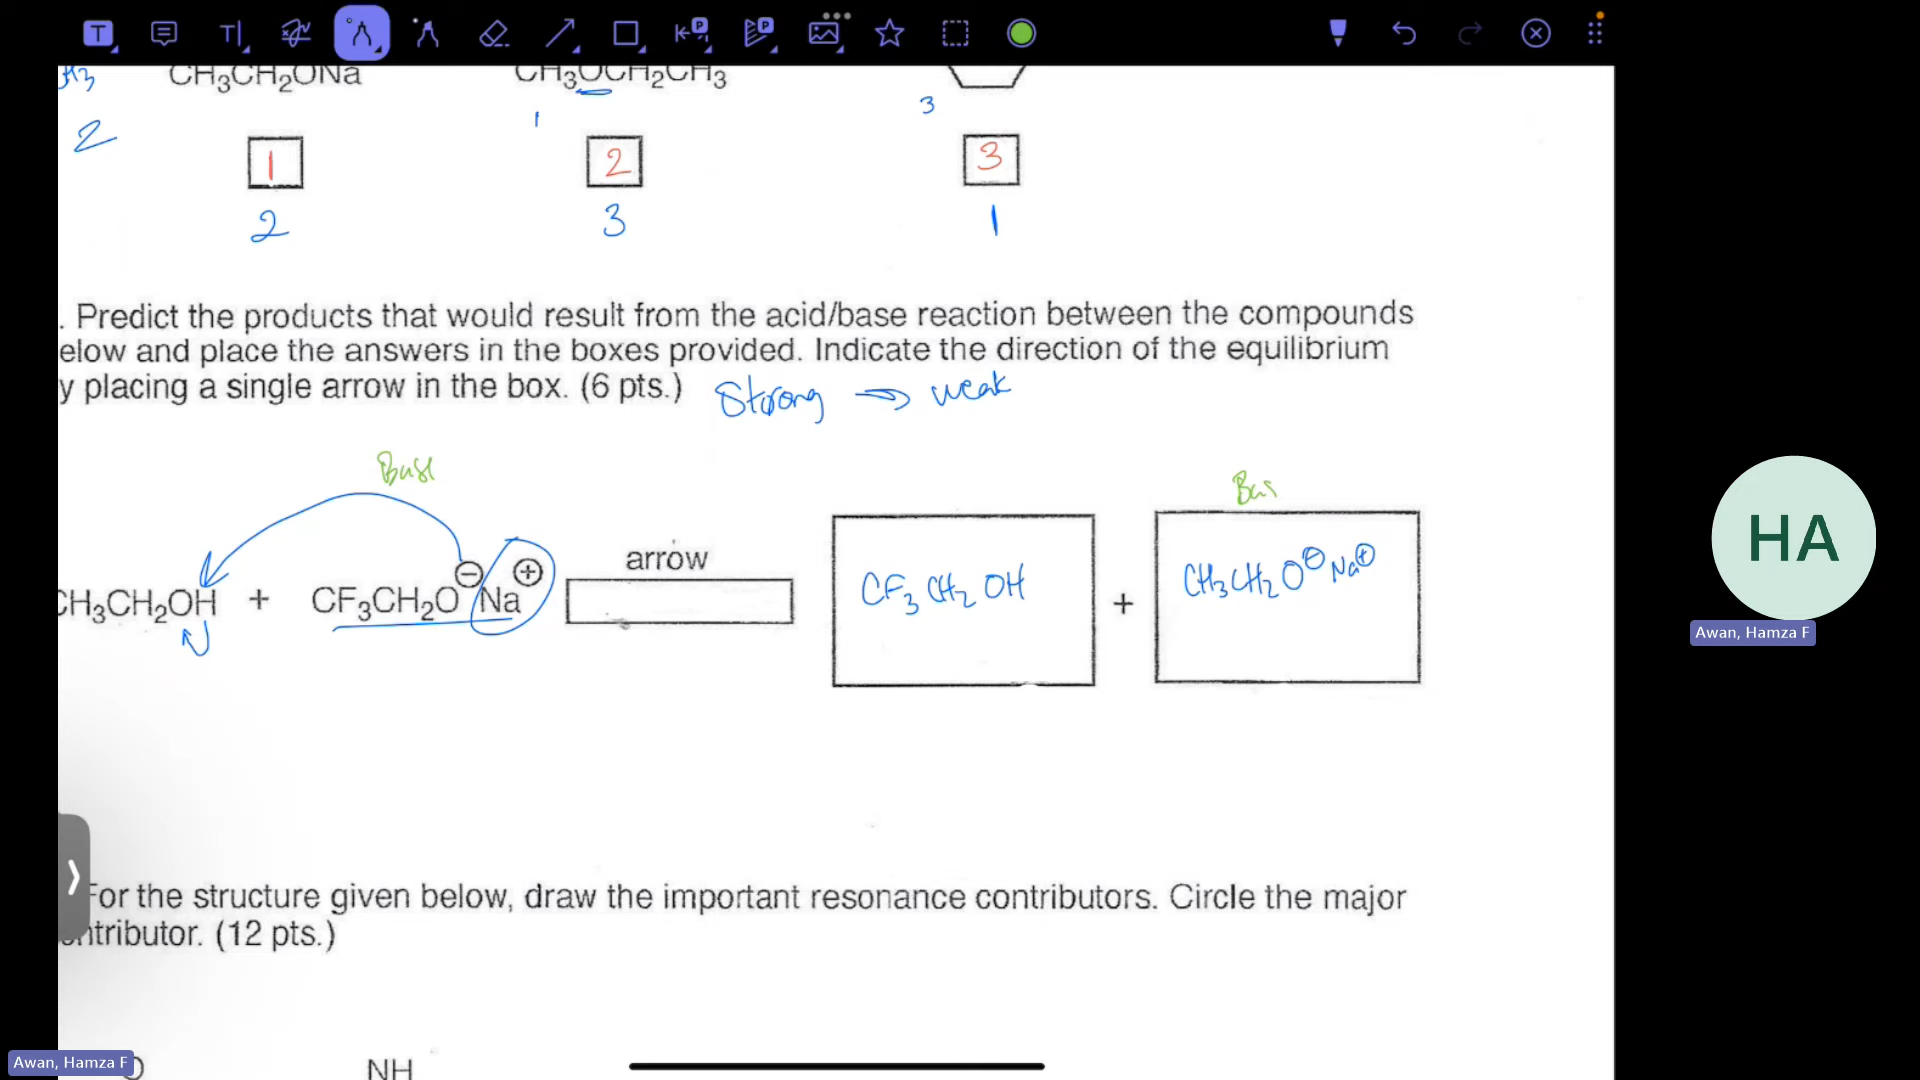 CH3CH2ONa CH3OCH2CH3
2 1 3
1 2 3
2 3 1
. Predict the products that would result from the acid/base reaction between the compounds
elow and place the answers in the boxes provided. Indicate the direction of the equilibrium
y placing a single arrow in the box. (6 pts.) Strong → weak
Base Bas
CH3CH2OH + CF3CH2O⊖ Na⊕ arrow CF3CH2OH + CH3CH2O⊖Na⊕
HA
Awan, Hamza F
For the structure given below, draw the important resonance contributors. Circle the major
ntributor. (12 pts.)
Awan, Hamza F
NH